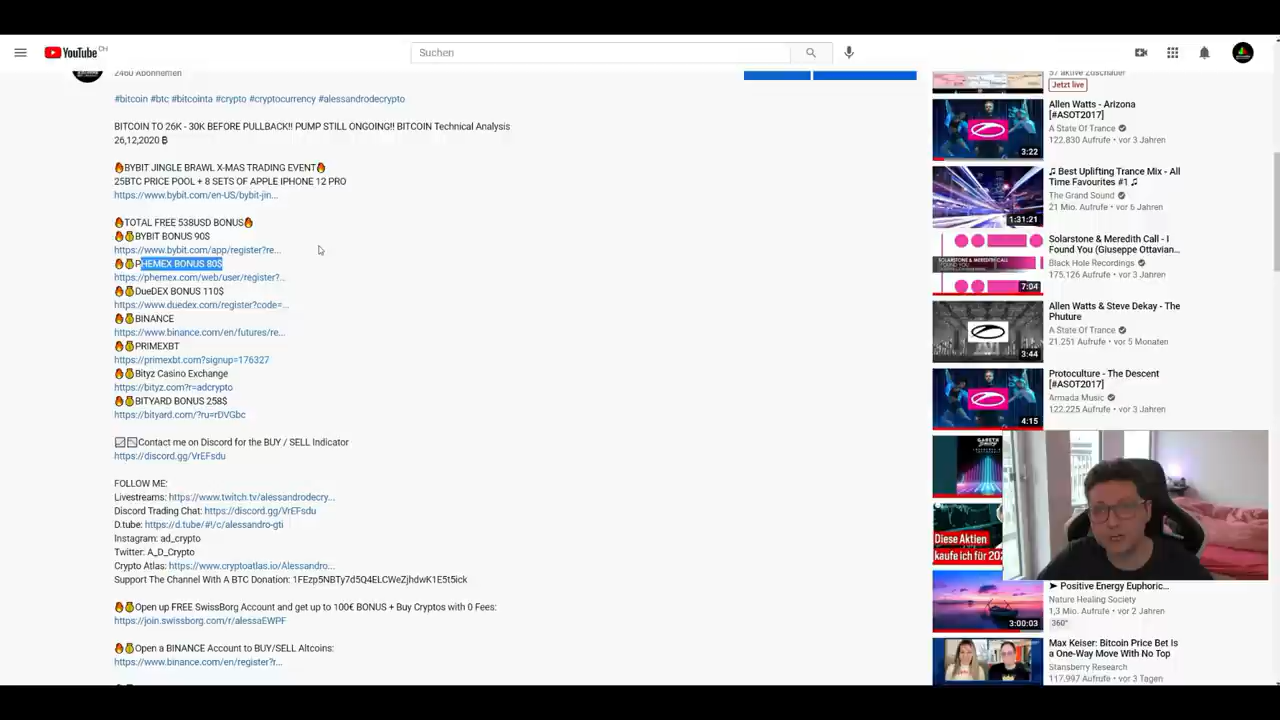 YouTube CH
Suchen
2460 Abonnenten
#bitcoin #btc #bitcointa #crypto #cryptocurrency #alessandrodecrypto
BITCOIN TO 26K - 30K BEFORE PULLBACK!! PUMP STILL ONGOING!! BITCOIN Technical Analysis
26,12,2020 ₿
🔥BYBIT JINGLE BRAWL X-MAS TRADING EVENT🔥
25BTC PRICE POOL + 8 SETS OF APPLE IPHONE 12 PRO
https://www.bybit.com/en-US/bybit-jin...
🔥TOTAL FREE 538USD BONUS🔥
🔥💰BYBIT BONUS 90$
https://www.bybit.com/app/register?re...
🔥💰PHEMEX BONUS 80$
https://phemex.com/web/user/register?...
🔥💰DueDEX BONUS 110$
https://www.duedex.com/register?code=...
🔥💰BINANCE
https://www.binance.com/en/futures/re...
🔥💰PRIMEXBT
https://primexbt.com?signup=176327
🔥💰Bityz Casino Exchange
https://bityz.com?r=adcrypto
🔥💰BITYARD BONUS 258$
https://bityard.com/?ru=rDVGbc
📈📉Contact me on Discord for the BUY / SELL Indicator
https://discord.gg/VrEFsdu
FOLLOW ME:
Livestreams: https://www.twitch.tv/alessandrodecry...
Discord Trading Chat: https://discord.gg/VrEFsdu
D.tube: https://d.tube/#!/c/alessandro-gti
Instagram: ad_crypto
Twitter: A_D_Crypto
Crypto Atlas: https://www.cryptoatlas.io/Alessandro...
Support The Channel With A BTC Donation: 1FEzp5NBTy7d5Q4ELCWeZjhdwK1E5t5ick
🔥💰Open up FREE SwissBorg Account and get up to 100€ BONUS + Buy Cryptos with 0 Fees:
https://join.swissborg.com/r/alessaEWPF
🔥💰Open a BINANCE Account to BUY/SELL Altcoins:
https://www.binance.com/en/register?r...
57 aktive Zuschauer
Jetzt live
Allen Watts - Arizona
[#ASOT2017]
A State Of Trance
122.830 Aufrufe • vor 3 Jahren
3:22
♫ Best Uplifting Trance Mix - All
Time Favourites #1 ♫
The Grand Sound
21 Mio. Aufrufe • vor 6 Jahren
1:31:21
Solarstone & Meredith Call - I
Found You (Giuseppe Ottavian...
Black Hole Recordings
175.126 Aufrufe • vor 3 Jahren
7:04
Allen Watts & Steve Dekay - The
Phuture
A State Of Trance
21.251 Aufrufe • vor 5 Monaten
3:44
Protoculture - The Descent
[#ASOT2017]
Armada Music
122.225 Aufrufe • vor 3 Jahren
4:15
GARETH
Diese Aktien
kaufe ich für 202
➤ Positive Energy Euphoric...
Nature Healing Society
1,3 Mio. Aufrufe • vor 2 Jahren
360°
3:00:03
Max Keiser: Bitcoin Price Bet Is
a One-Way Move With No Top
Stansberry Research
117.997 Aufrufe • vor 3 Tagen